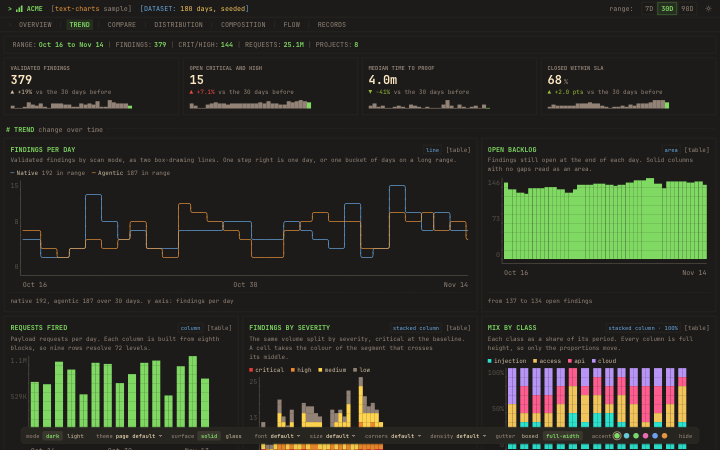 > ACME [text-charts sample] [DATASET: 180 days, seeded] range: 7D 30D 90D
OVERVIEW TREND COMPARE DISTRIBUTION COMPOSITION FLOW RECORDS
RANGE: Oct 16 to Nov 14 | FINDINGS: 379 | CRIT/HIGH: 144 | REQUESTS: 25.1M | PROJECTS: 8
VALIDATED FINDINGS
379
▲ +19% vs the 30 days before
OPEN CRITICAL AND HIGH
15
▲ +7.1% vs the 30 days before
MEDIAN TIME TO PROOF
4.0m
▼ -41% vs the 30 days before
CLOSED WITHIN SLA
68 %
▲ +2.0 pts vs the 30 days before
# TREND change over time
FINDINGS PER DAY line [table]
Validated findings by scan mode, as two box-drawing lines. One step right is one day, or one bucket of days on a long range.
Native 192 in range Agentic 187 in range
15
8
0
Oct 16 Oct 30 Nov 14
native 192, agentic 187 over 30 days. y axis: findings per day
OPEN BACKLOG area [table]
Findings still open at the end of each day. Solid columns
with no gaps read as an area.
146
73
0
Oct 16 Nov 14
from 137 to 134 open findings
REQUESTS FIRED column [table]
Payload requests per day. Each column is built from eighth
blocks, so nine rows resolve 72 levels.
1.1M
529K
FINDINGS BY SEVERITY stacked column [table]
The same volume split by severity, critical at the baseline.
A cell takes the colour of the segment that crosses
its middle.
critical high medium low
25
13
MIX BY CLASS stacked column · 100% [table]
Each class as a share of its period. Every column is full
height, so only the proportions move.
injection access api cloud
100%
50%
mode dark light theme page default surface solid glass font default size default corners default density default gutter boxed full-width accent hide